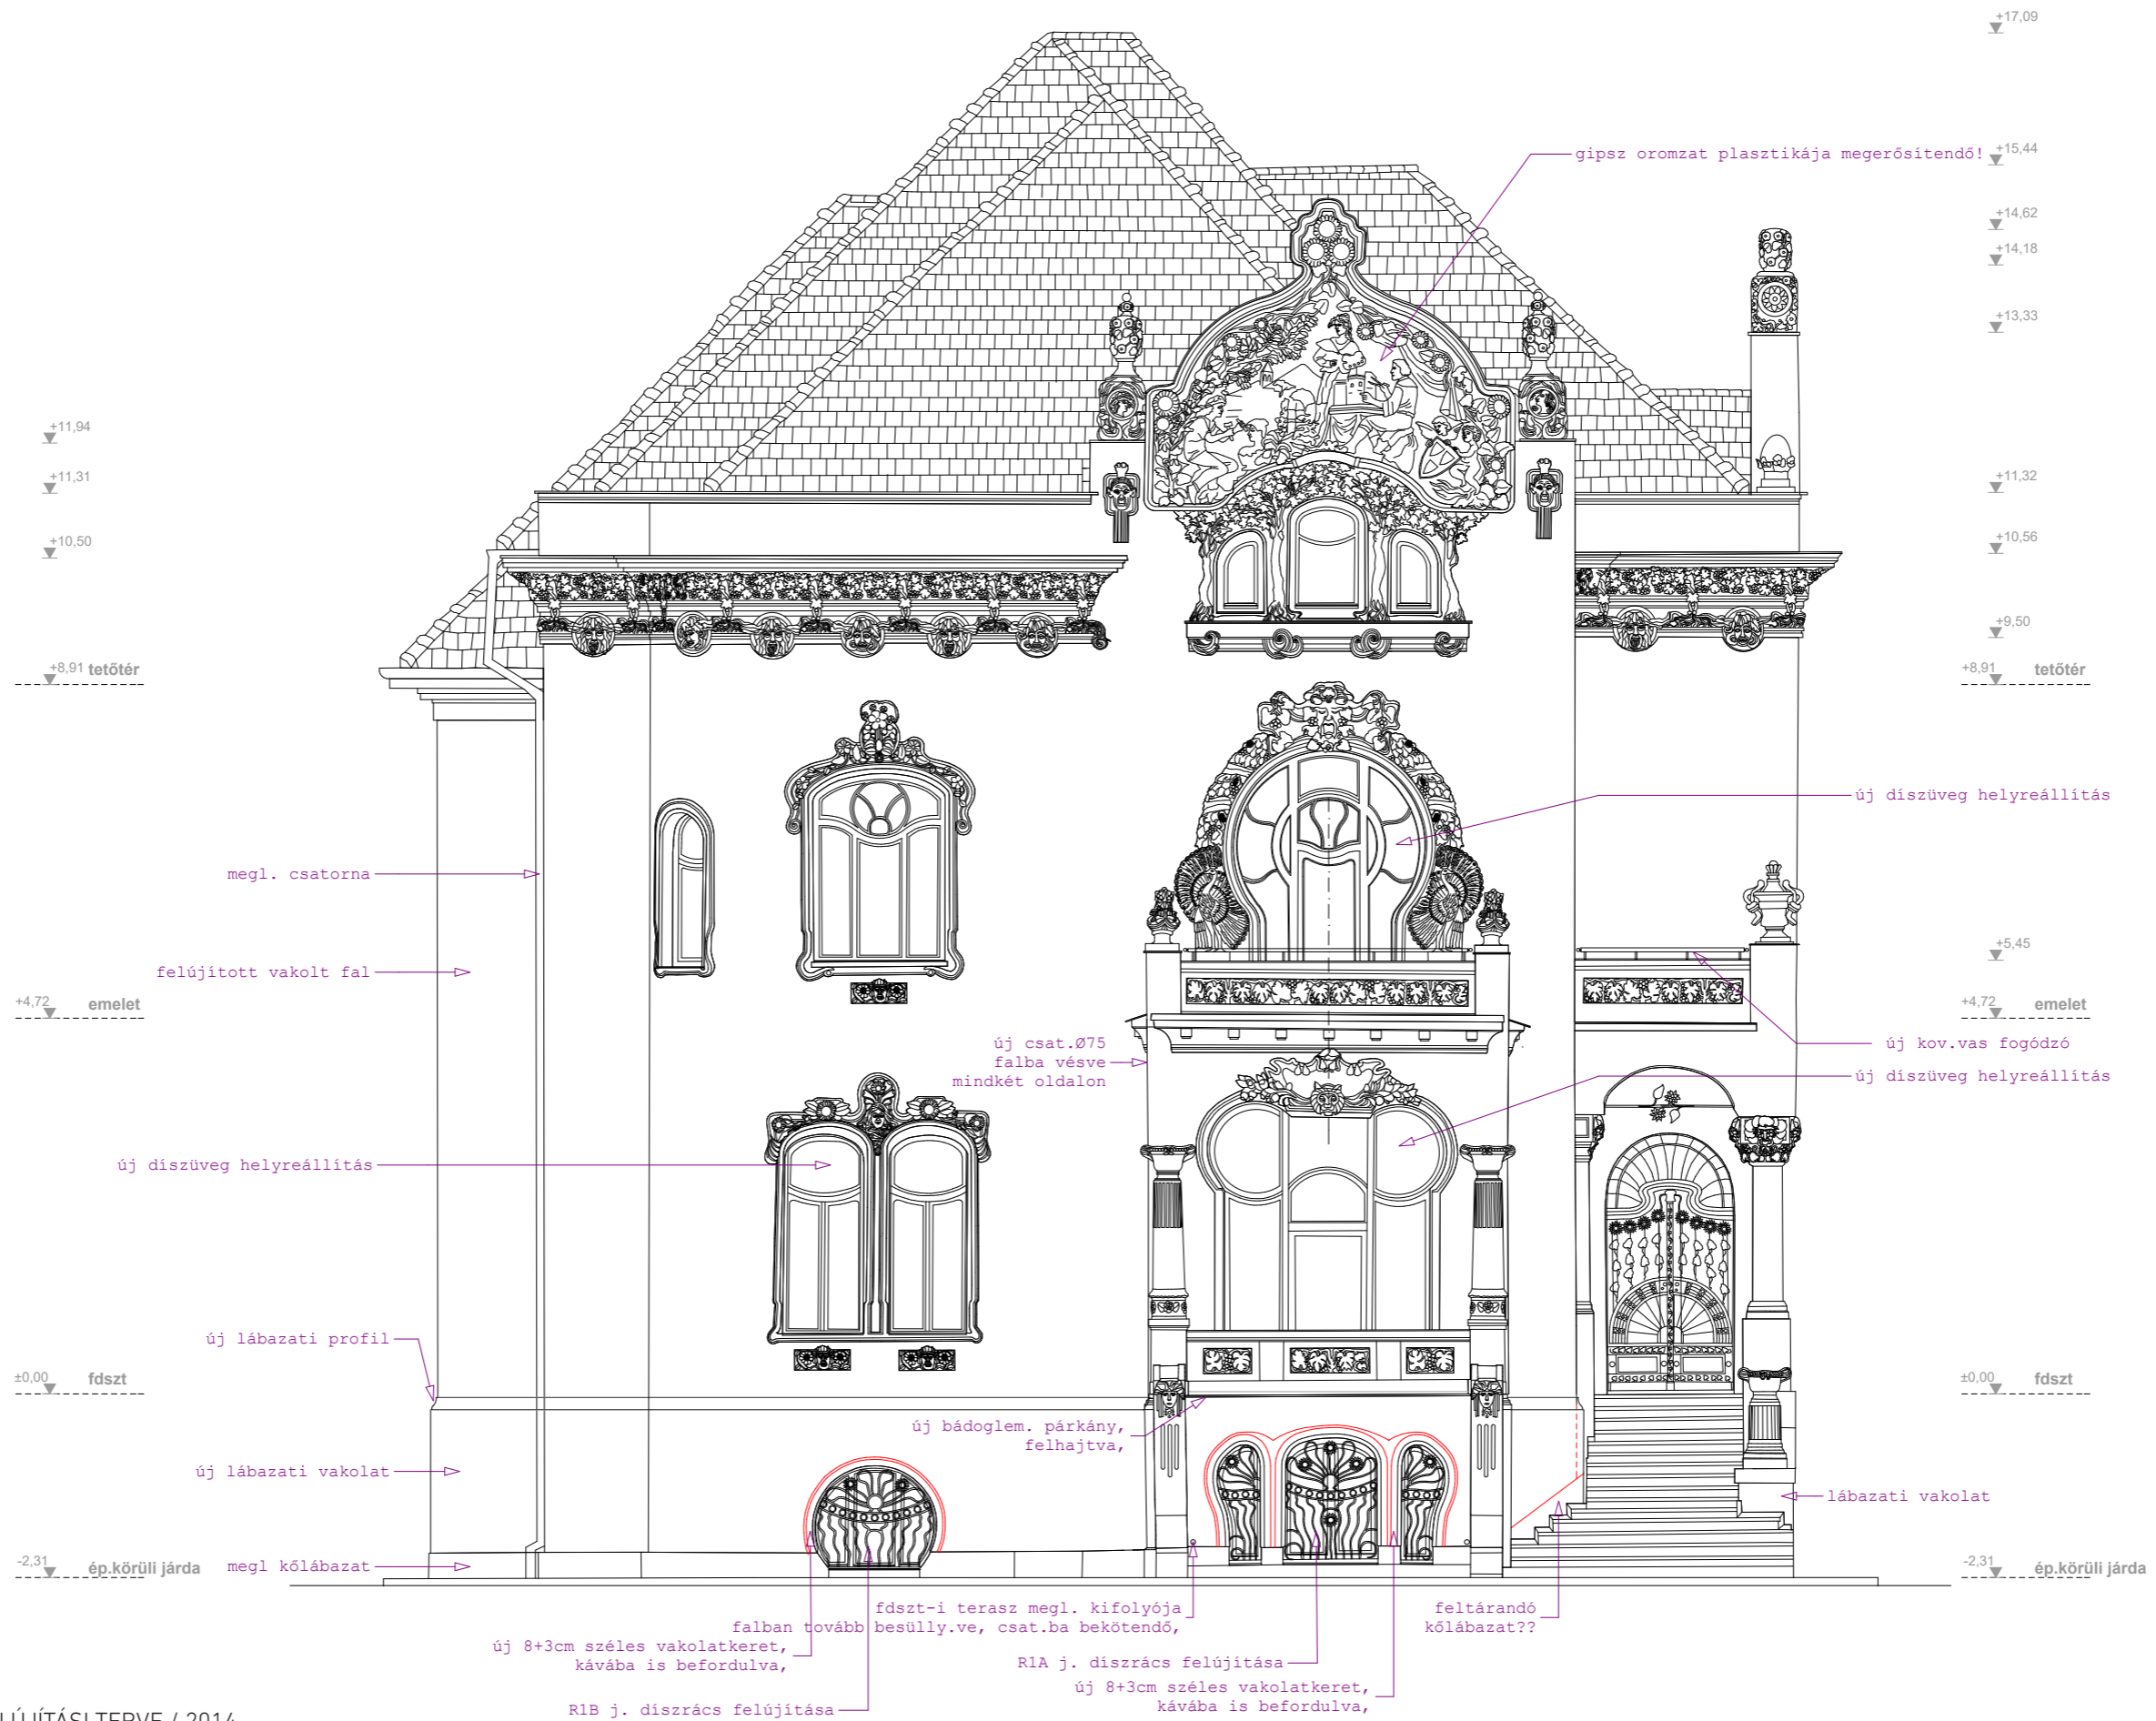 +17,09
gipsz oromzat plasztikája megerősítendő!
+15,44
+14,62
+14,18
+13,33
+11,94
+11,31
+11,32
+10,50
+10,56
+9,50
+8,91 tetőtér
+8,91 tetőtér
új díszüveg helyreállítás
megl. csatorna
felújított vakolt fal
+5,45
+4,72 emelet
+4,72 emelet
új csat.Ø75
falba vésve
mindkét oldalon
új kov.vas fogódzó
új díszüveg helyreállítás
új díszüveg helyreállítás
új lábazati profil
±0,00 fdszt
±0,00 fdszt
új bádoglem. párkány,
felhajtva,
új lábazati vakolat
lábazati vakolat
-2,31 ép.körüli járda
megl kőlábazat
-2,31 ép.körüli járda
fdszt-i terasz megl. kifolyója
falban tovább besülly.ve, csat.ba bekötendő,
feltárandó
kőlábazat??
új 8+3cm széles vakolatkeret,
kávába is befordulva,
R1A j. díszrács felújítása
új 8+3cm széles vakolatkeret,
kávába is befordulva,
R1B j. díszrács felújítása
LÚJÍTÁSI TERVE / 2014